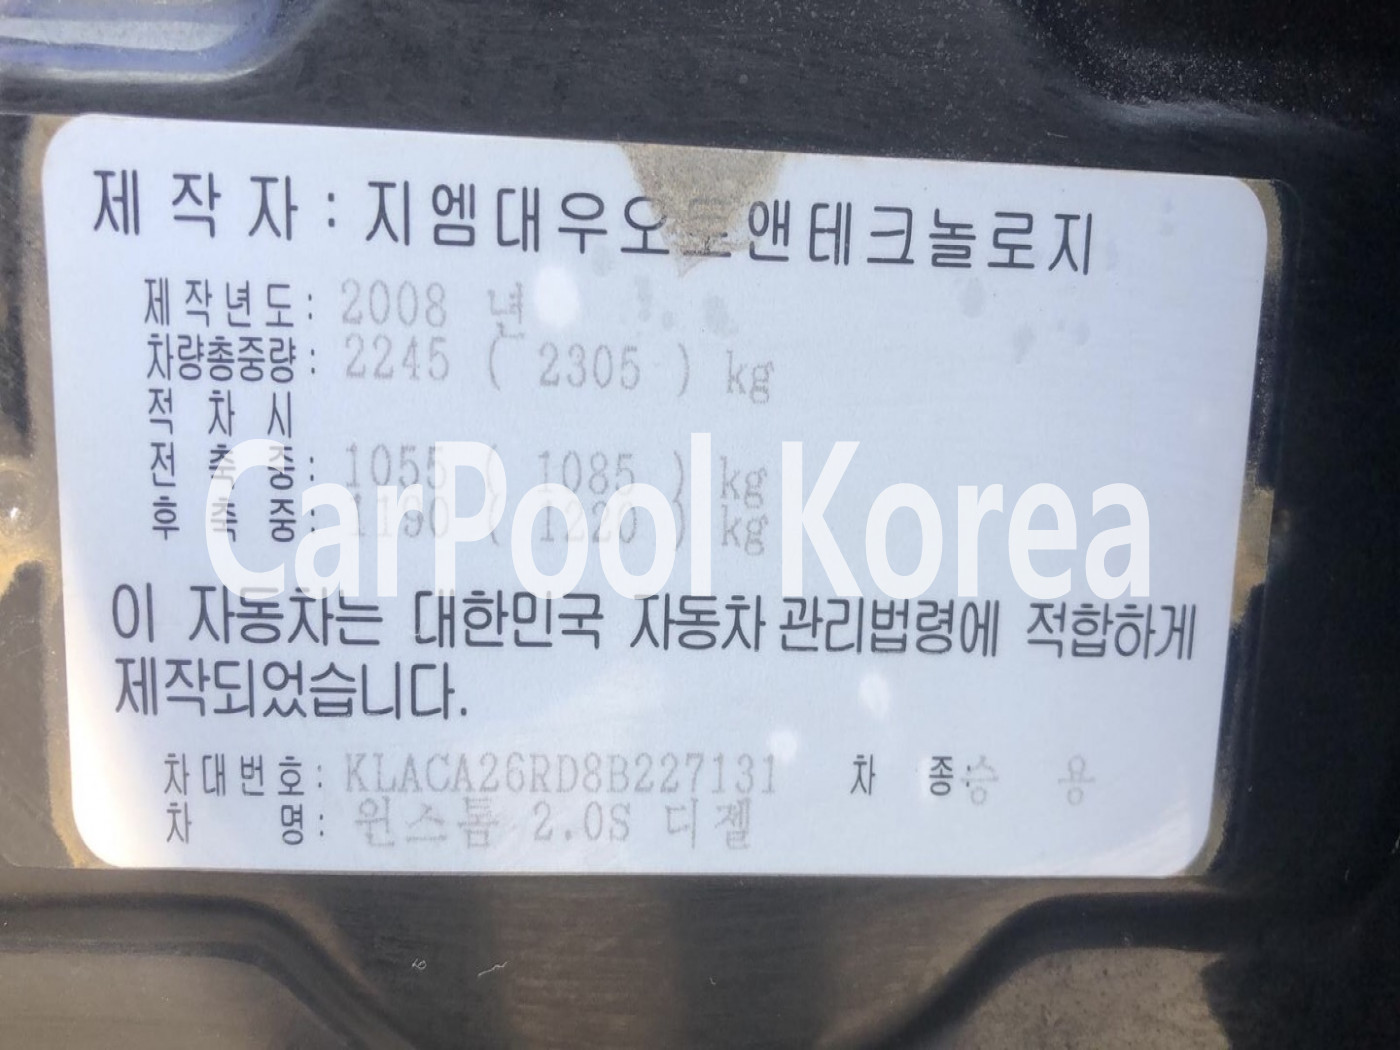 제작자: 지엠대우오토앤테크놀로지
제작년도: 2008 년
차량총중량: 2245 ( 2305 ) kg
적 차 시
전 축 중: 1055 ( 1085 ) kg
후 축 중: 1190 ( 1220 ) kg
CarPool Korea
이 자동차는 대한민국 자동차관리법령에 적합하게
제작되었습니다.
차대번호: KLACA26RD8B227131 차 종: 승 용
차 명: 윈스톰 2.0S 디젤